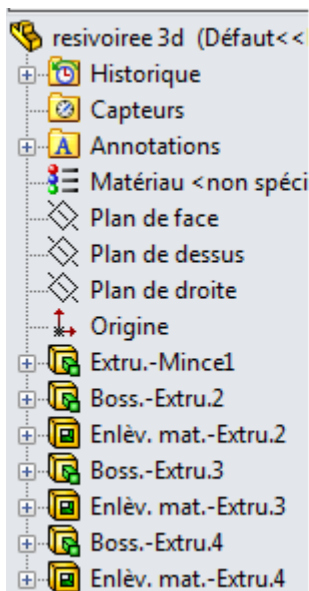 resivoiree 3d (Défaut<<
Historique
Capteurs
A Annotations
Matériau <non spéci
Plan de face
Plan de dessus
Plan de droite
Origine
Extru.-Mince1
Boss.-Extru.2
Enlèv. mat.-Extru.2
Boss.-Extru.3
Enlèv. mat.-Extru.3
Boss.-Extru.4
Enlèv. mat.-Extru.4